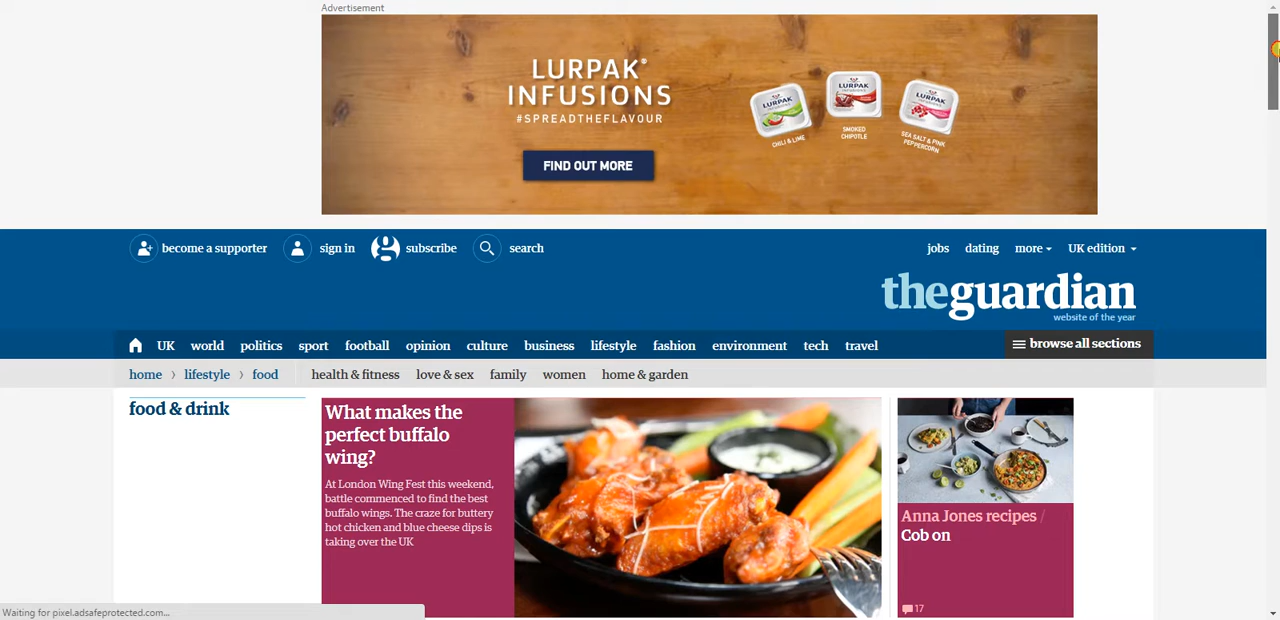 Advertisement
LURPAK®
INFUSIONS
#SPREADTHEFLAVOUR
FIND OUT MORE
LURPAK
CHILI & LIME
LURPAK
SMOKED
CHIPOTLE
LURPAK
SEA SALT & PINK
PEPPERCORN
become a supporter
sign in
subscribe
search
jobs
dating
more
UK edition
theguardian
website of the year
UK world politics sport football opinion culture business lifestyle fashion environment tech travel
browse all sections
home › lifestyle › food
health & fitness love & sex family women home & garden
food & drink
What makes the
perfect buffalo
wing?
At London Wing Fest this weekend,
battle commenced to find the best
buffalo wings. The craze for buttery
hot chicken and blue cheese dips is
taking over the UK
Anna Jones recipes /
Cob on
17
Waiting for pixel.adsafeprotected.com...